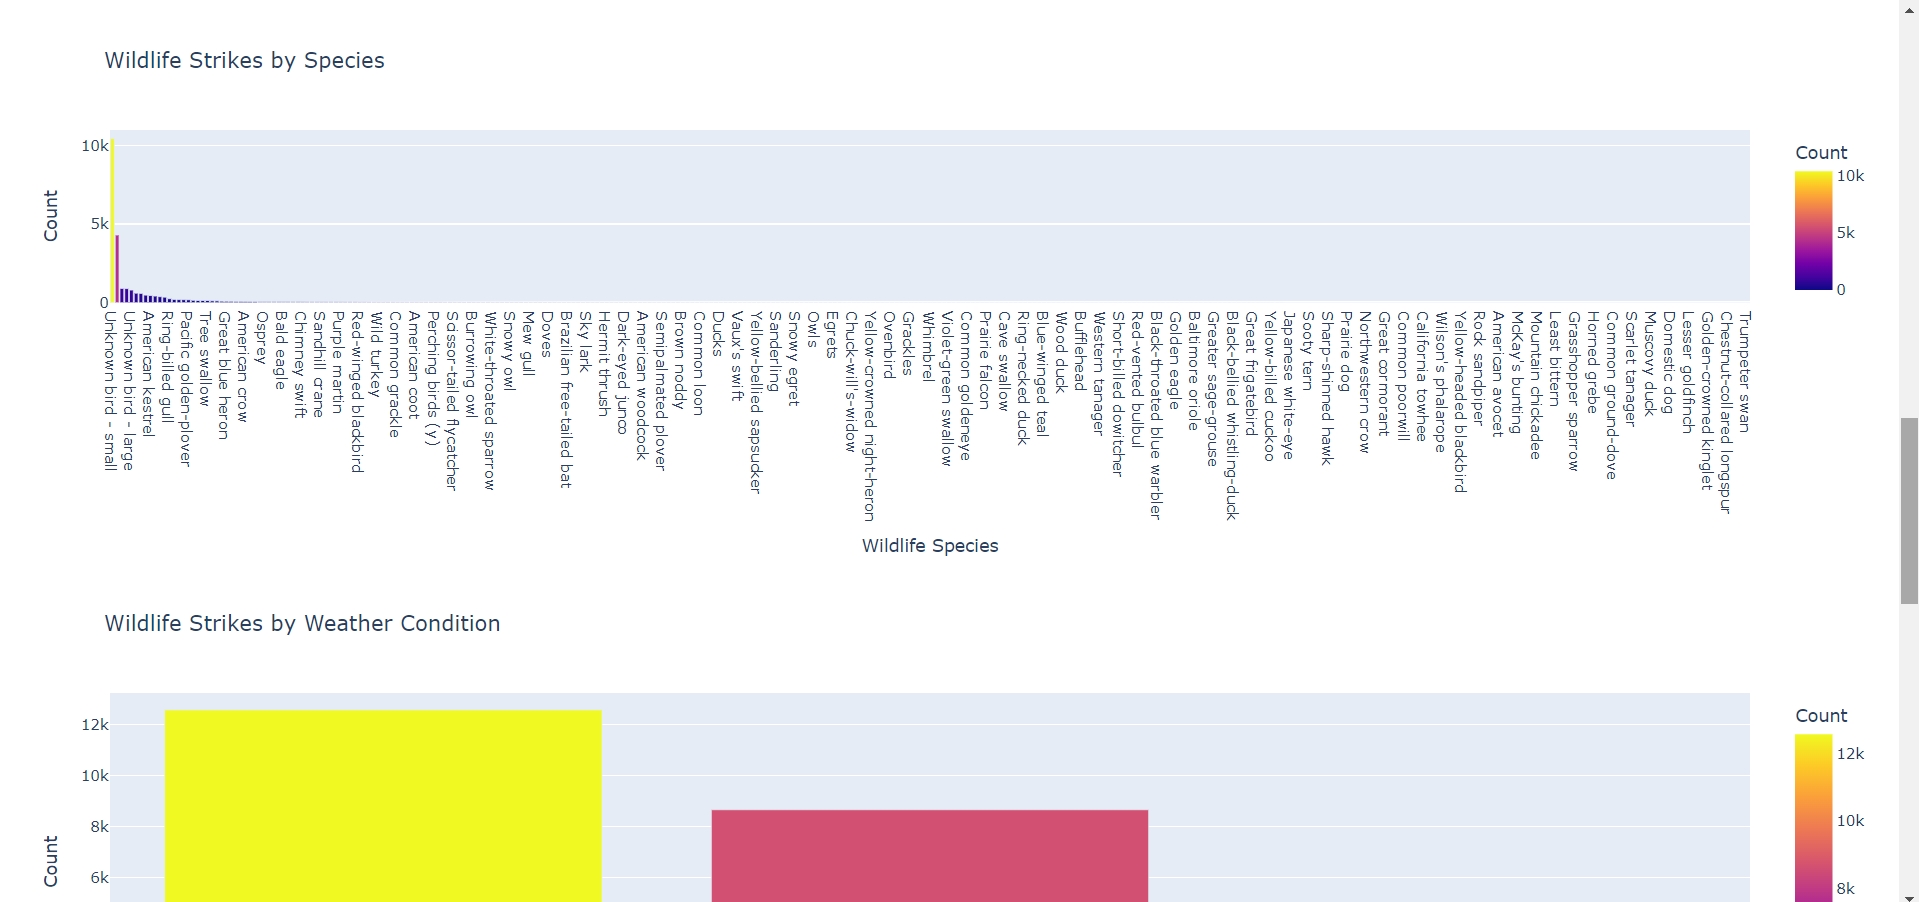 Wildlife Strikes by Species
10k
5k
0
Count
Unknown bird - small
Unknown bird - large
American kestrel
Ring-billed gull
Pacific golden-plover
Tree swallow
Great blue heron
American crow
Osprey
Bald eagle
Chimney swift
Sandhill crane
Purple martin
Red-winged blackbird
Wild turkey
Common grackle
American coot
Perching birds (y)
Scissor-tailed flycatcher
Burrowing owl
White-throated sparrow
Snowy owl
Mew gull
Doves
Brazilian free-tailed bat
Sky lark
Hermit thrush
Dark-eyed junco
American woodcock
Semipalmated plover
Brown noddy
Common loon
Ducks
Vaux's swift
Yellow-bellied sapsucker
Sanderling
Snowy egret
Owls
Egrets
Chuck-will's-widow
Yellow-crowned night-heron
Ovenbird
Grackles
Whimbrel
Violet-green swallow
Common goldeneye
Prairie falcon
Cave swallow
Ring-necked duck
Blue-winged teal
Wood duck
Bufflehead
Western tanager
Short-billed dowitcher
Red-vented bulbul
Black-throated blue warbler
Golden eagle
Baltimore oriole
Greater sage-grouse
Black-bellied whistling-duck
Great frigatebird
Yellow-billed cuckoo
Japanese white-eye
Sooty tern
Sharp-shinned hawk
Prairie dog
Northwestern crow
Great cormorant
Common poorwill
California towhee
Wilson's phalarope
Yellow-headed blackbird
Rock sandpiper
American avocet
McKay's bunting
Mountain chickadee
Least bittern
Grasshopper sparrow
Horned grebe
Common ground-dove
Scarlet tanager
Muscovy duck
Domestic dog
Lesser goldfinch
Golden-crowned kinglet
Chestnut-collared longspur
Trumpeter swan
Wildlife Species
Count
10k
5k
0
Wildlife Strikes by Weather Condition
12k
10k
8k
6k
Count
Count
12k
10k
8k